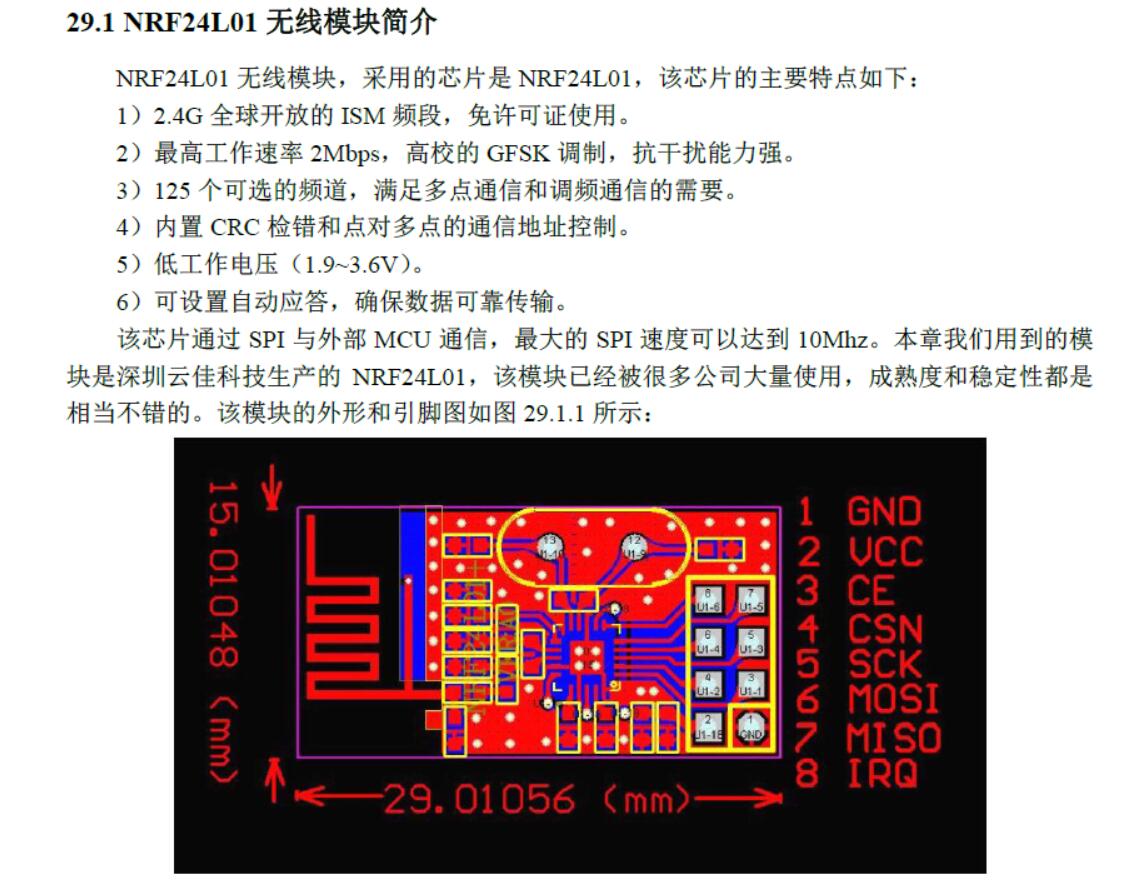 29.1 NRF24L01 无线模块简介
NRF24L01 无线模块，采用的芯片是 NRF24L01，该芯片的主要特点如下：
1）2.4G 全球开放的 ISM 频段，免许可证使用。
2）最高工作速率 2Mbps，高校的 GFSK 调制，抗干扰能力强。
3）125 个可选的频道，满足多点通信和调频通信的需要。
4）内置 CRC 检错和点对多点的通信地址控制。
5）低工作电压（1.9~3.6V）。
6）可设置自动应答，确保数据可靠传输。
该芯片通过 SPI 与外部 MCU 通信，最大的 SPI 速度可以达到 10Mhz。本章我们用到的模
块是深圳云佳科技生产的 NRF24L01，该模块已经被很多公司大量使用，成熟度和稳定性都是
相当不错的。该模块的外形和引脚图如图 29.1.1 所示：
15.01048 (mm)
13
12
U1-9
U1-6
7
U1-5
U1-4
5
U1-3
U1-2
3
U1-1
2
1
GND
1 GND
2 VCC
3 CE
4 CSN
5 SCK
6 MOSI
7 MISO
8 IRQ
29.01056 (mm)